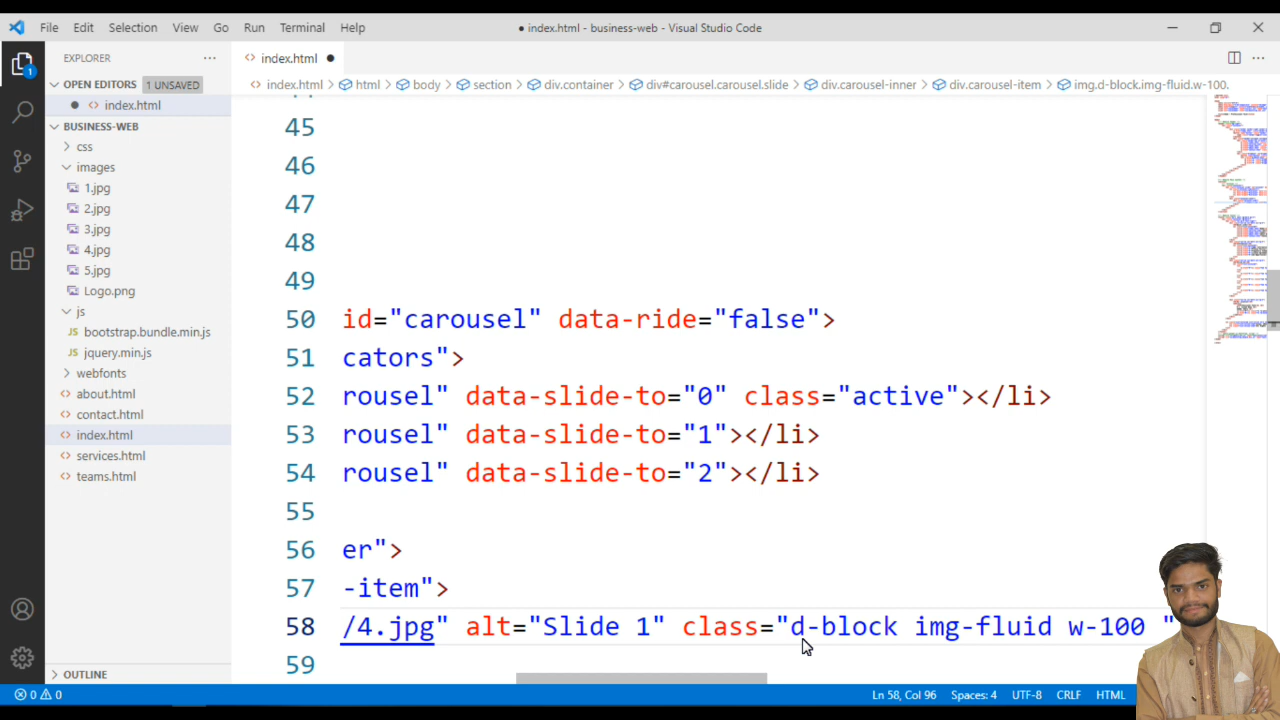 File Edit Selection View Go Run Terminal Help
● index.html - business-web - Visual Studio Code
EXPLORER
index.html
OPEN EDITORS 1 UNSAVED
index.html
index.html > html > body > section > div.container > div#carousel.carousel.slide > div.carousel-inner > div.carousel-item > img.d-block.img-fluid.w-100.
BUSINESS-WEB
css
images
1.jpg
2.jpg
3.jpg
4.jpg
5.jpg
Logo.png
js
JS bootstrap.bundle.min.js
JS jquery.min.js
webfonts
about.html
contact.html
index.html
services.html
teams.html
OUTLINE
45
46
47
48
49
50 id="carousel" data-ride="false">
51 cators">
52 rousel" data-slide-to="0" class="active"></li>
53 rousel" data-slide-to="1"></li>
54 rousel" data-slide-to="2"></li>
55
56 er">
57 -item">
58 /4.jpg" alt="Slide 1" class="d-block img-fluid w-100 "
59
0 0 Ln 58, Col 96 Spaces: 4 UTF-8 CRLF HTML